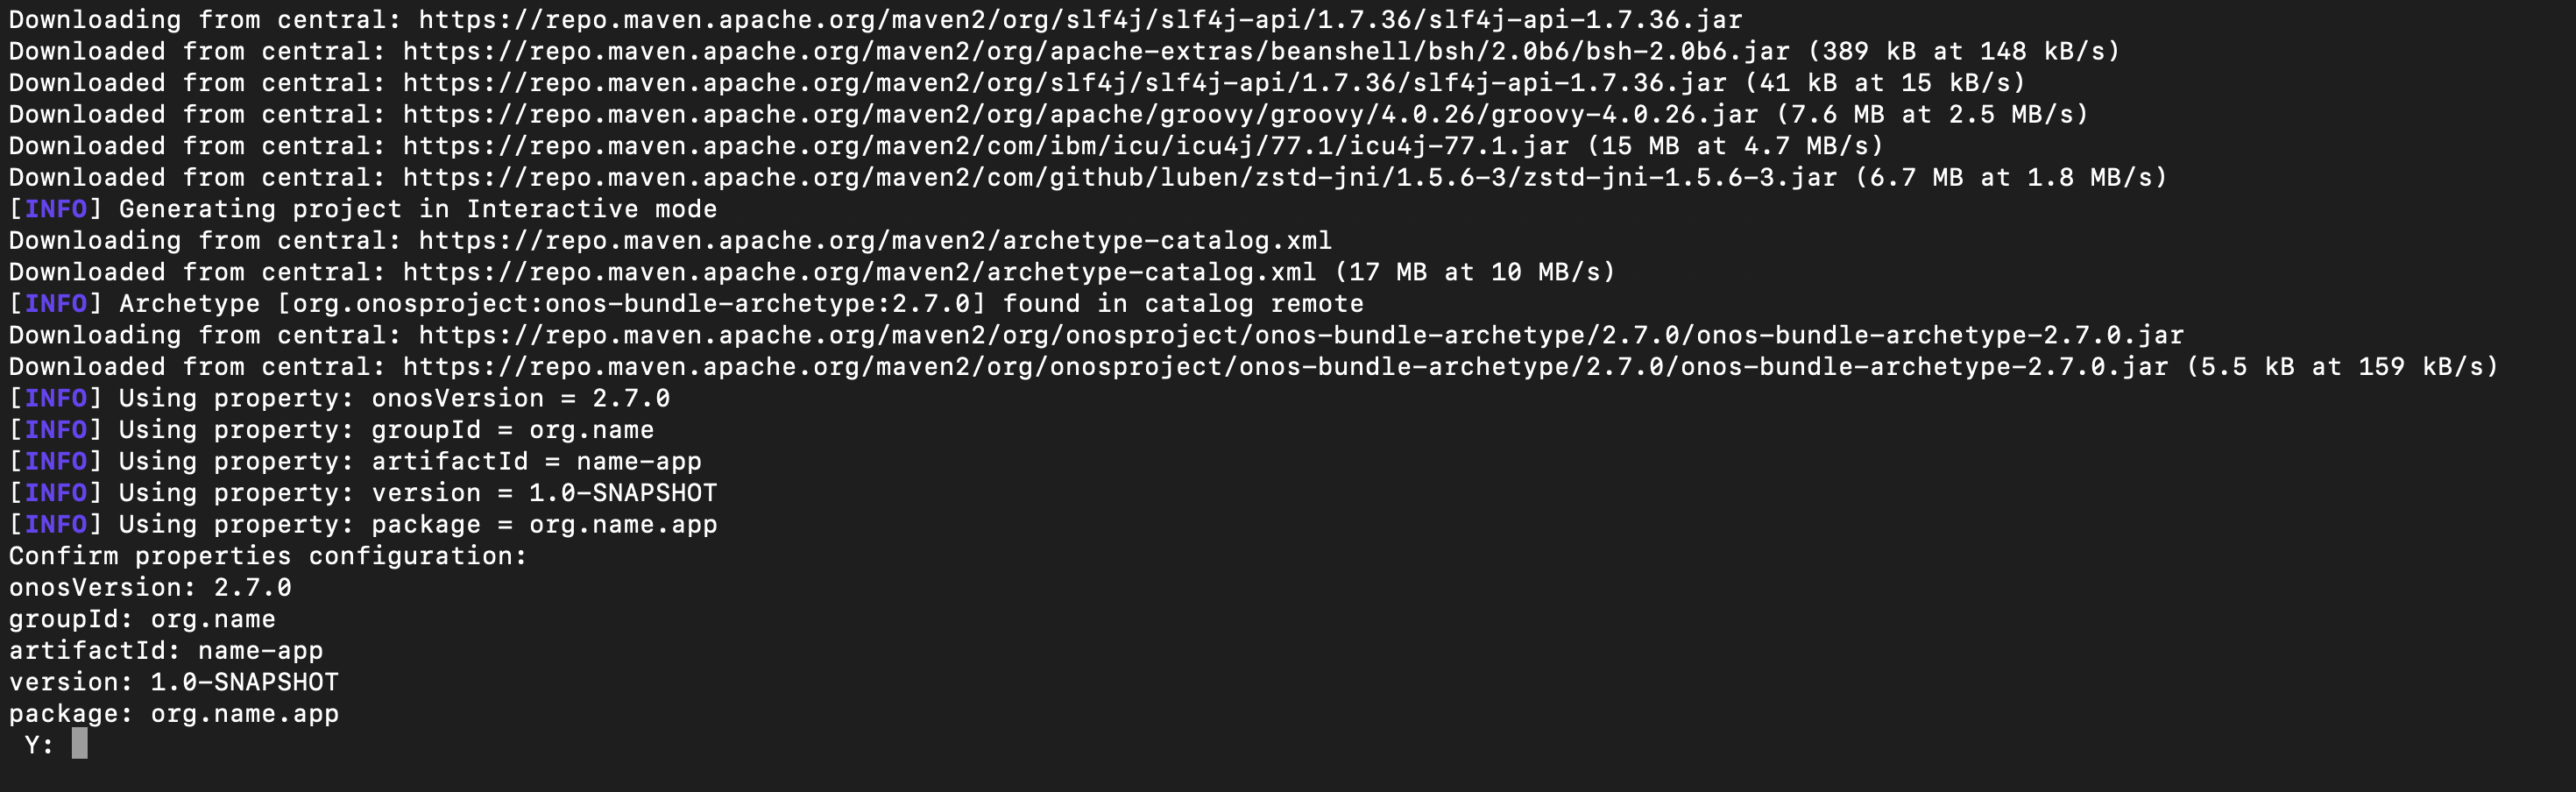 Downloading from central: https://repo.maven.apache.org/maven2/org/slf4j/slf4j-api/1.7.36/slf4j-api-1.7.36.jar
Downloaded from central: https://repo.maven.apache.org/maven2/org/apache-extras/beanshell/bsh/2.0b6/bsh-2.0b6.jar (389 kB at 148 kB/s)
Downloaded from central: https://repo.maven.apache.org/maven2/org/slf4j/slf4j-api/1.7.36/slf4j-api-1.7.36.jar (41 kB at 15 kB/s)
Downloaded from central: https://repo.maven.apache.org/maven2/org/apache/groovy/groovy/4.0.26/groovy-4.0.26.jar (7.6 MB at 2.5 MB/s)
Downloaded from central: https://repo.maven.apache.org/maven2/com/ibm/icu/icu4j/77.1/icu4j-77.1.jar (15 MB at 4.7 MB/s)
Downloaded from central: https://repo.maven.apache.org/maven2/com/github/luben/zstd-jni/1.5.6-3/zstd-jni-1.5.6-3.jar (6.7 MB at 1.8 MB/s)
[INFO] Generating project in Interactive mode
Downloading from central: https://repo.maven.apache.org/maven2/archetype-catalog.xml
Downloaded from central: https://repo.maven.apache.org/maven2/archetype-catalog.xml (17 MB at 10 MB/s)
[INFO] Archetype [org.onosproject:onos-bundle-archetype:2.7.0] found in catalog remote
Downloading from central: https://repo.maven.apache.org/maven2/org/onosproject/onos-bundle-archetype/2.7.0/onos-bundle-archetype-2.7.0.jar
Downloaded from central: https://repo.maven.apache.org/maven2/org/onosproject/onos-bundle-archetype/2.7.0/onos-bundle-archetype-2.7.0.jar (5.5 kB at 159 kB/s)
[INFO] Using property: onosVersion = 2.7.0
[INFO] Using property: groupId = org.name
[INFO] Using property: artifactId = name-app
[INFO] Using property: version = 1.0-SNAPSHOT
[INFO] Using property: package = org.name.app
Confirm properties configuration:
onosVersion: 2.7.0
groupId: org.name
artifactId: name-app
version: 1.0-SNAPSHOT
package: org.name.app
 Y: